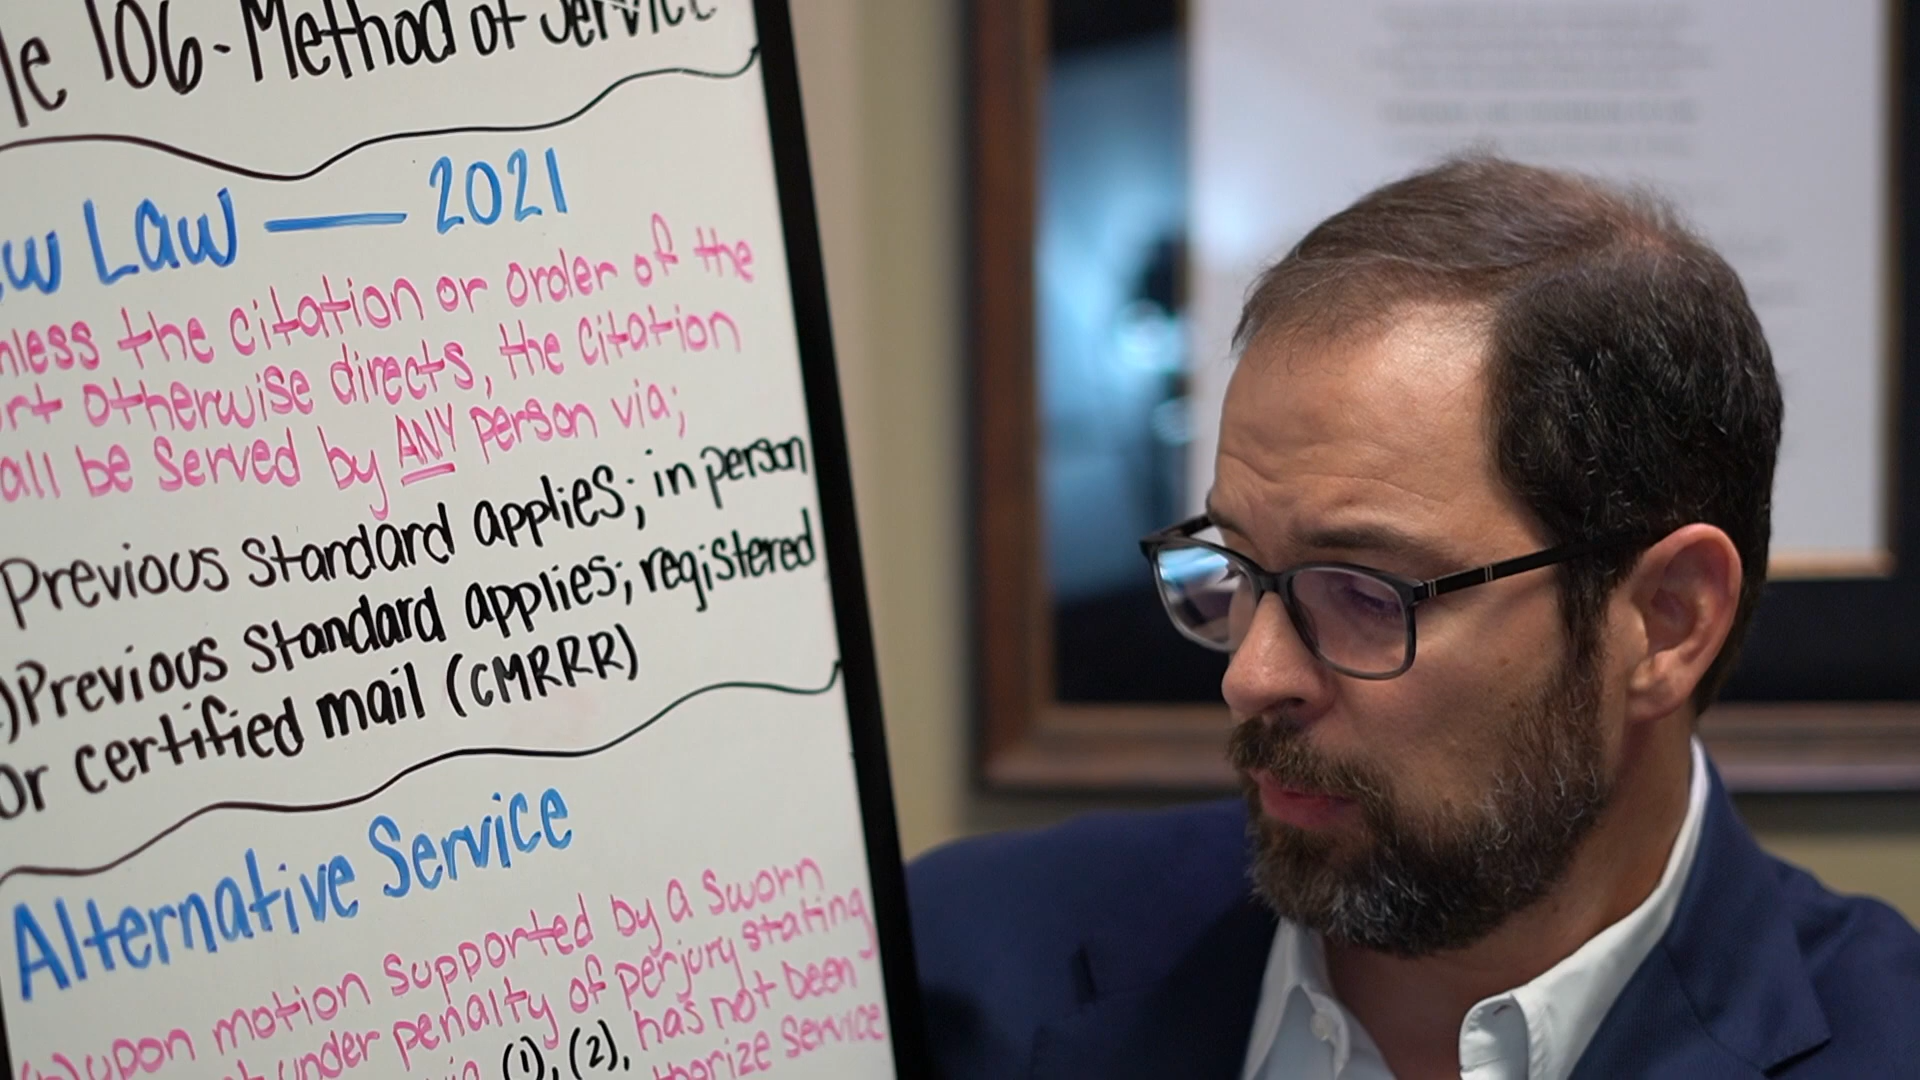 le 106-Method of Service
w Law — 2021
nless the citation or order of the
rt otherwise directs, the citation
all be served by ANY person via;
Previous standard applies; in person
)Previous standard applies; registered
or certified mail (CMRRR)
Alternative Service
upon motion supported by a sworn
under penalty of perjury stating
(1), (2), has not been
horize service